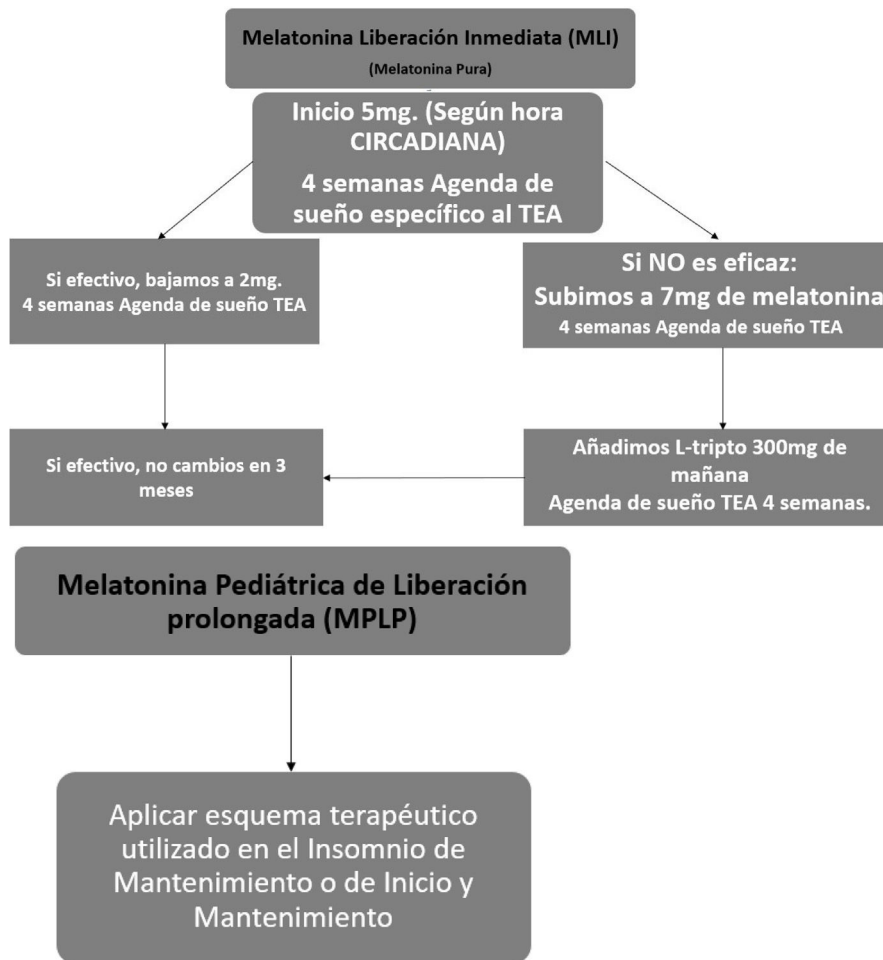 Melatonina Liberación Inmediata (MLI)
(Melatonina Pura)
Inicio 5mg. (Según hora
CIRCADIANA)
4 semanas Agenda de
sueño específico al TEA
Si efectivo, bajamos a 2mg.
4 semanas Agenda de sueño TEA
Si NO es eficaz:
Subimos a 7mg de melatonina
4 semanas Agenda de sueño TEA
Si efectivo, no cambios en 3
meses
Añadimos L-tripto 300mg de
mañana
Agenda de sueño TEA 4 semanas.
Melatonina Pediátrica de Liberación
prolongada (MPLP)
Aplicar esquema terapéutico
utilizado en el Insomnio de
Mantenimiento o de Inicio y
Mantenimiento